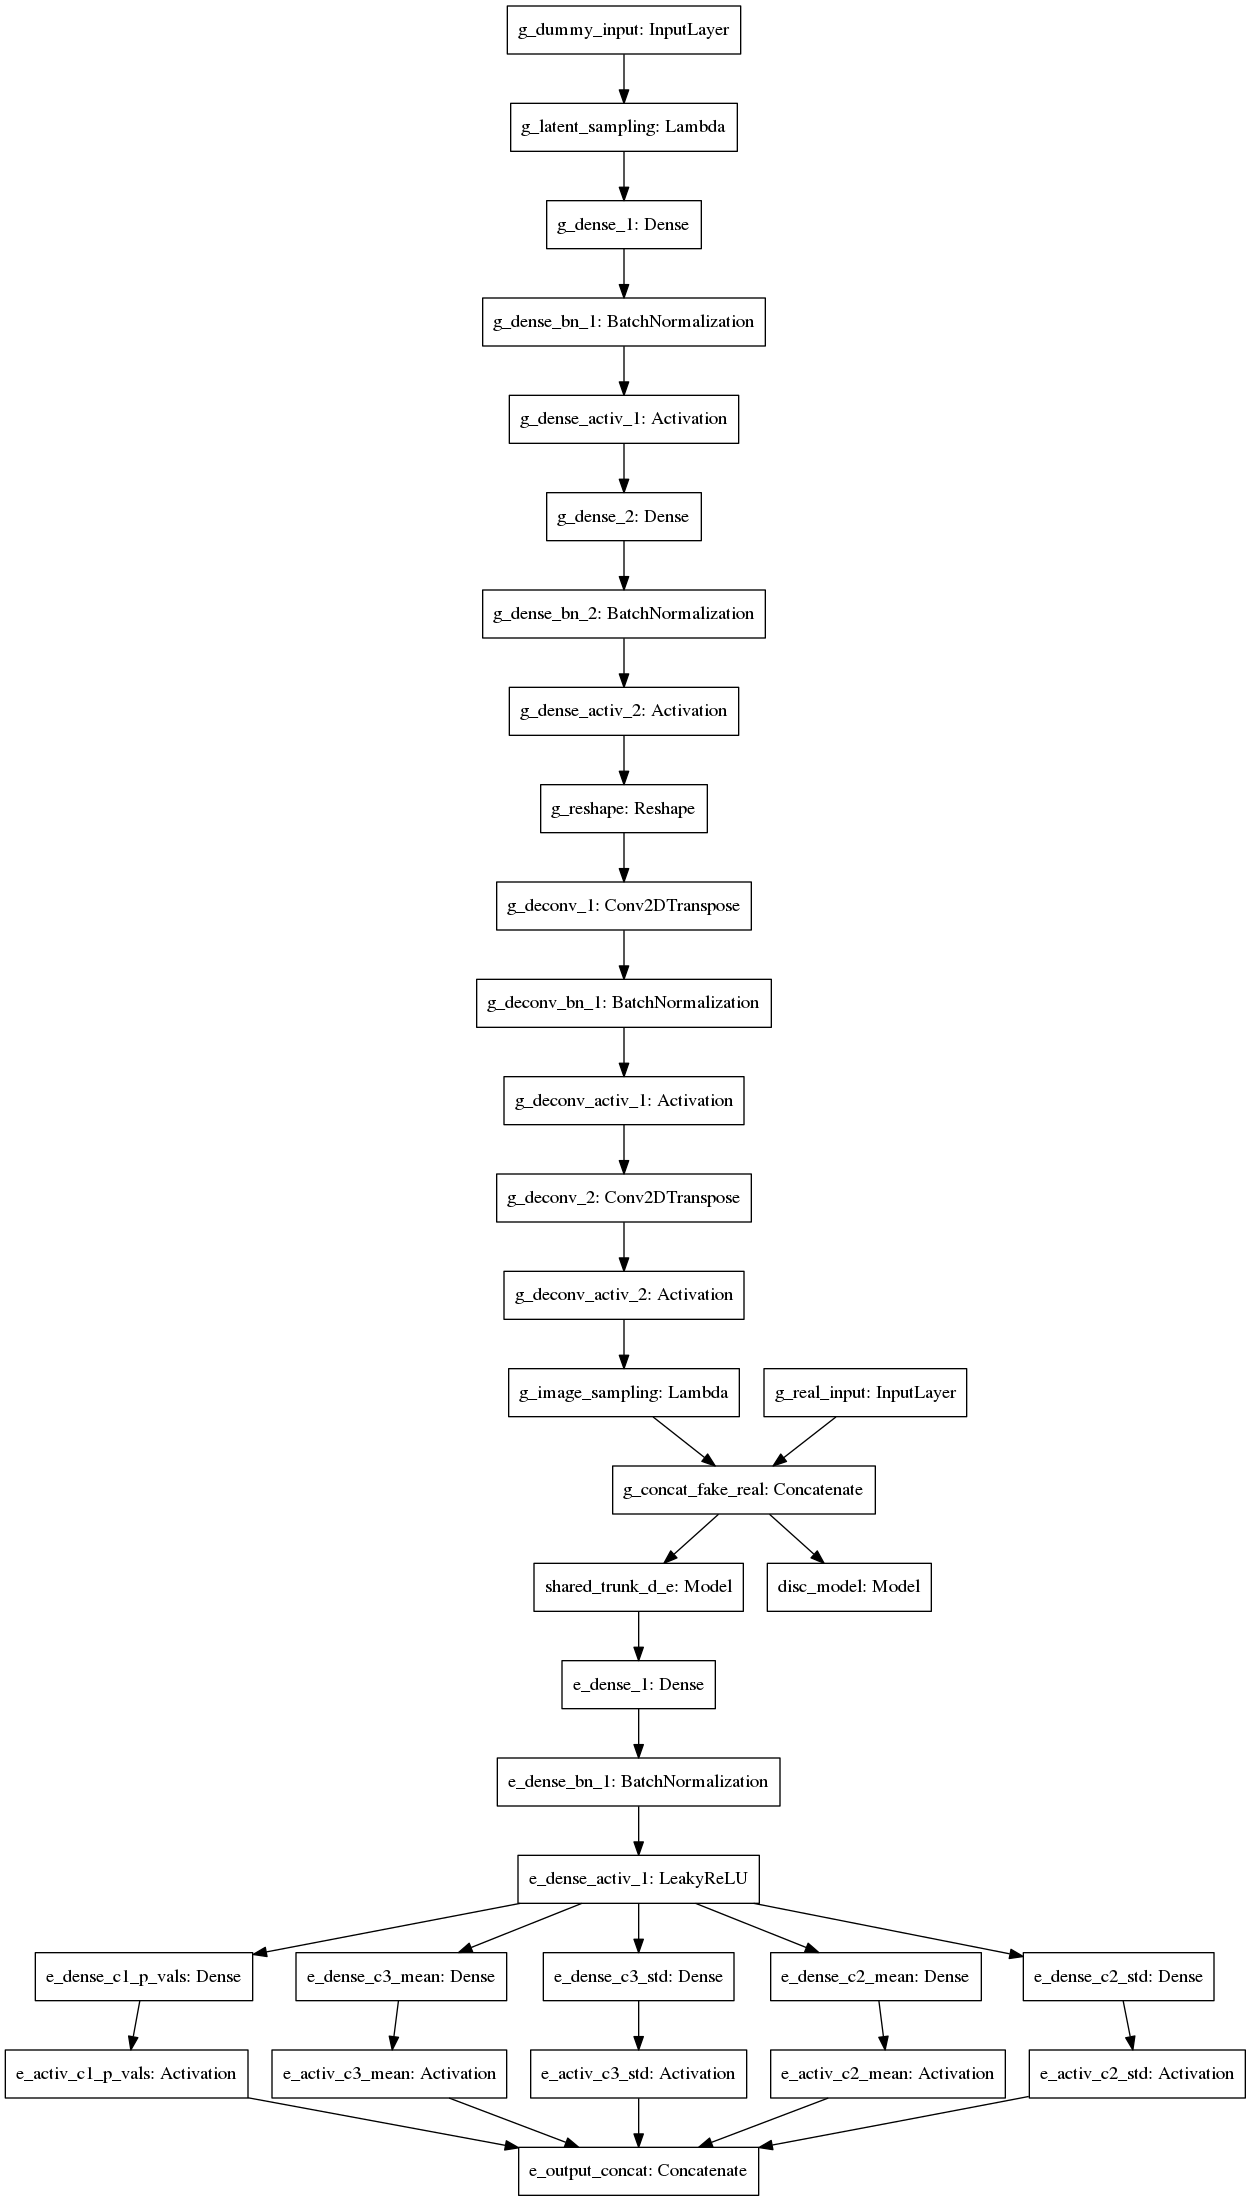 g_dummy_input: InputLayer
g_latent_sampling: Lambda
g_dense_1: Dense
g_dense_bn_1: BatchNormalization
g_dense_activ_1: Activation
g_dense_2: Dense
g_dense_bn_2: BatchNormalization
g_dense_activ_2: Activation
g_reshape: Reshape
g_deconv_1: Conv2DTranspose
g_deconv_bn_1: BatchNormalization
g_deconv_activ_1: Activation
g_deconv_2: Conv2DTranspose
g_deconv_activ_2: Activation
g_image_sampling: Lambda
g_real_input: InputLayer
g_concat_fake_real: Concatenate
shared_trunk_d_e: Model
disc_model: Model
e_dense_1: Dense
e_dense_bn_1: BatchNormalization
e_dense_activ_1: LeakyReLU
e_dense_c1_p_vals: Dense
e_dense_c3_mean: Dense
e_dense_c3_std: Dense
e_dense_c2_mean: Dense
e_dense_c2_std: Dense
e_activ_c1_p_vals: Activation
e_activ_c3_mean: Activation
e_activ_c3_std: Activation
e_activ_c2_mean: Activation
e_activ_c2_std: Activation
e_output_concat: Concatenate